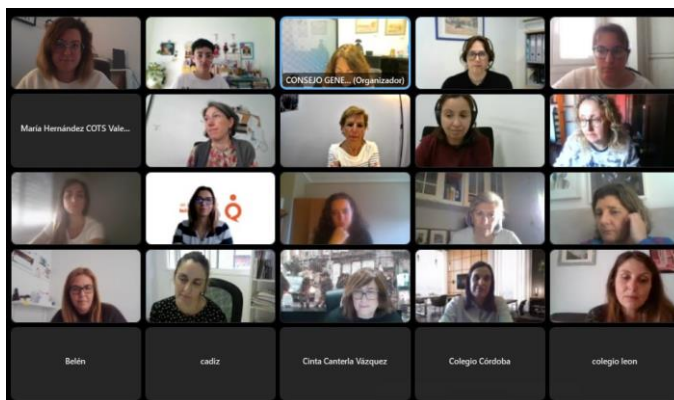 CONSEJO GENE... (Organizador)
María Hernández COTS Vale...
Belén
cadiz
Cinta Canterla Vázquez
Colegio Córdoba
colegio leon